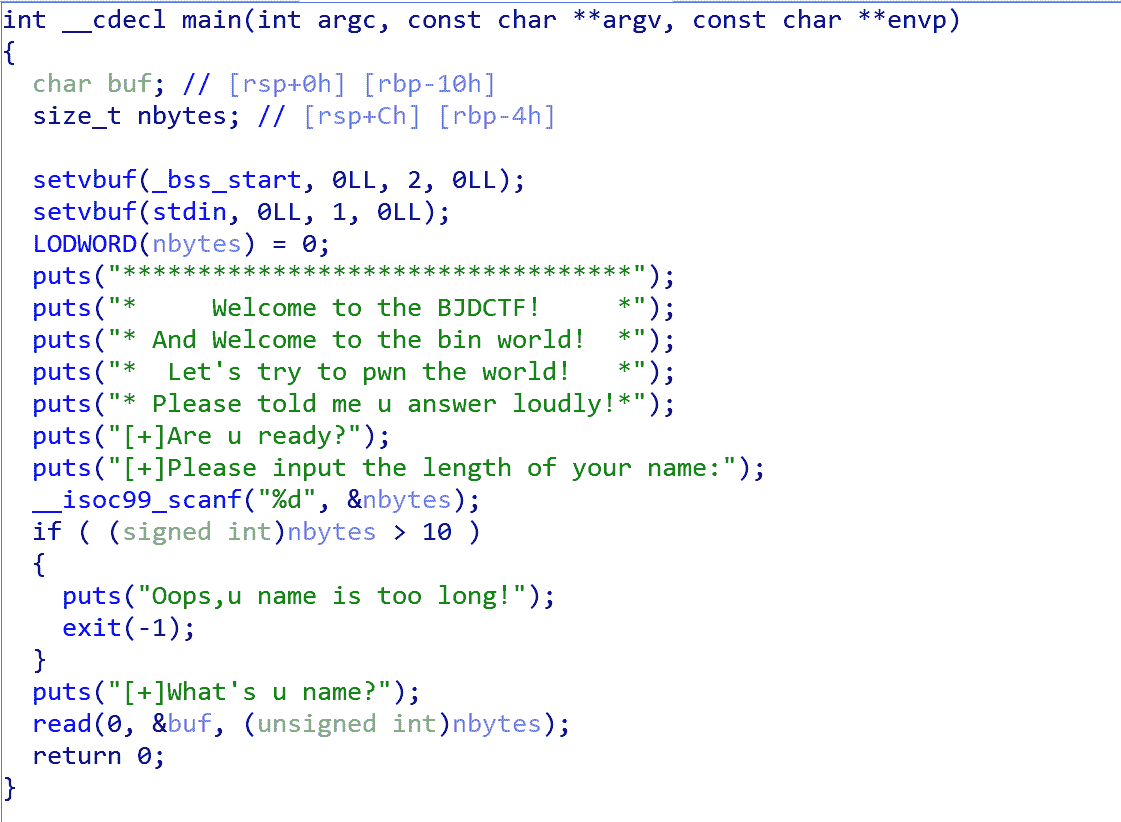 int __cdecl main(int argc, const char **argv, const char **envp)
{
  char buf; // [rsp+0h] [rbp-10h]
  size_t nbytes; // [rsp+Ch] [rbp-4h]

  setvbuf(_bss_start, 0LL, 2, 0LL);
  setvbuf(stdin, 0LL, 1, 0LL);
  LODWORD(nbytes) = 0;
  puts("**********************************");
  puts("*     Welcome to the BJDCTF!     *");
  puts("* And Welcome to the bin world!  *");
  puts("*  Let's try to pwn the world!   *");
  puts("* Please told me u answer loudly!*");
  puts("[+]Are u ready?");
  puts("[+]Please input the length of your name:");
  __isoc99_scanf("%d", &nbytes);
  if ( (signed int)nbytes > 10 )
  {
    puts("Oops,u name is too long!");
    exit(-1);
  }
  puts("[+]What's u name?");
  read(0, &buf, (unsigned int)nbytes);
  return 0;
}